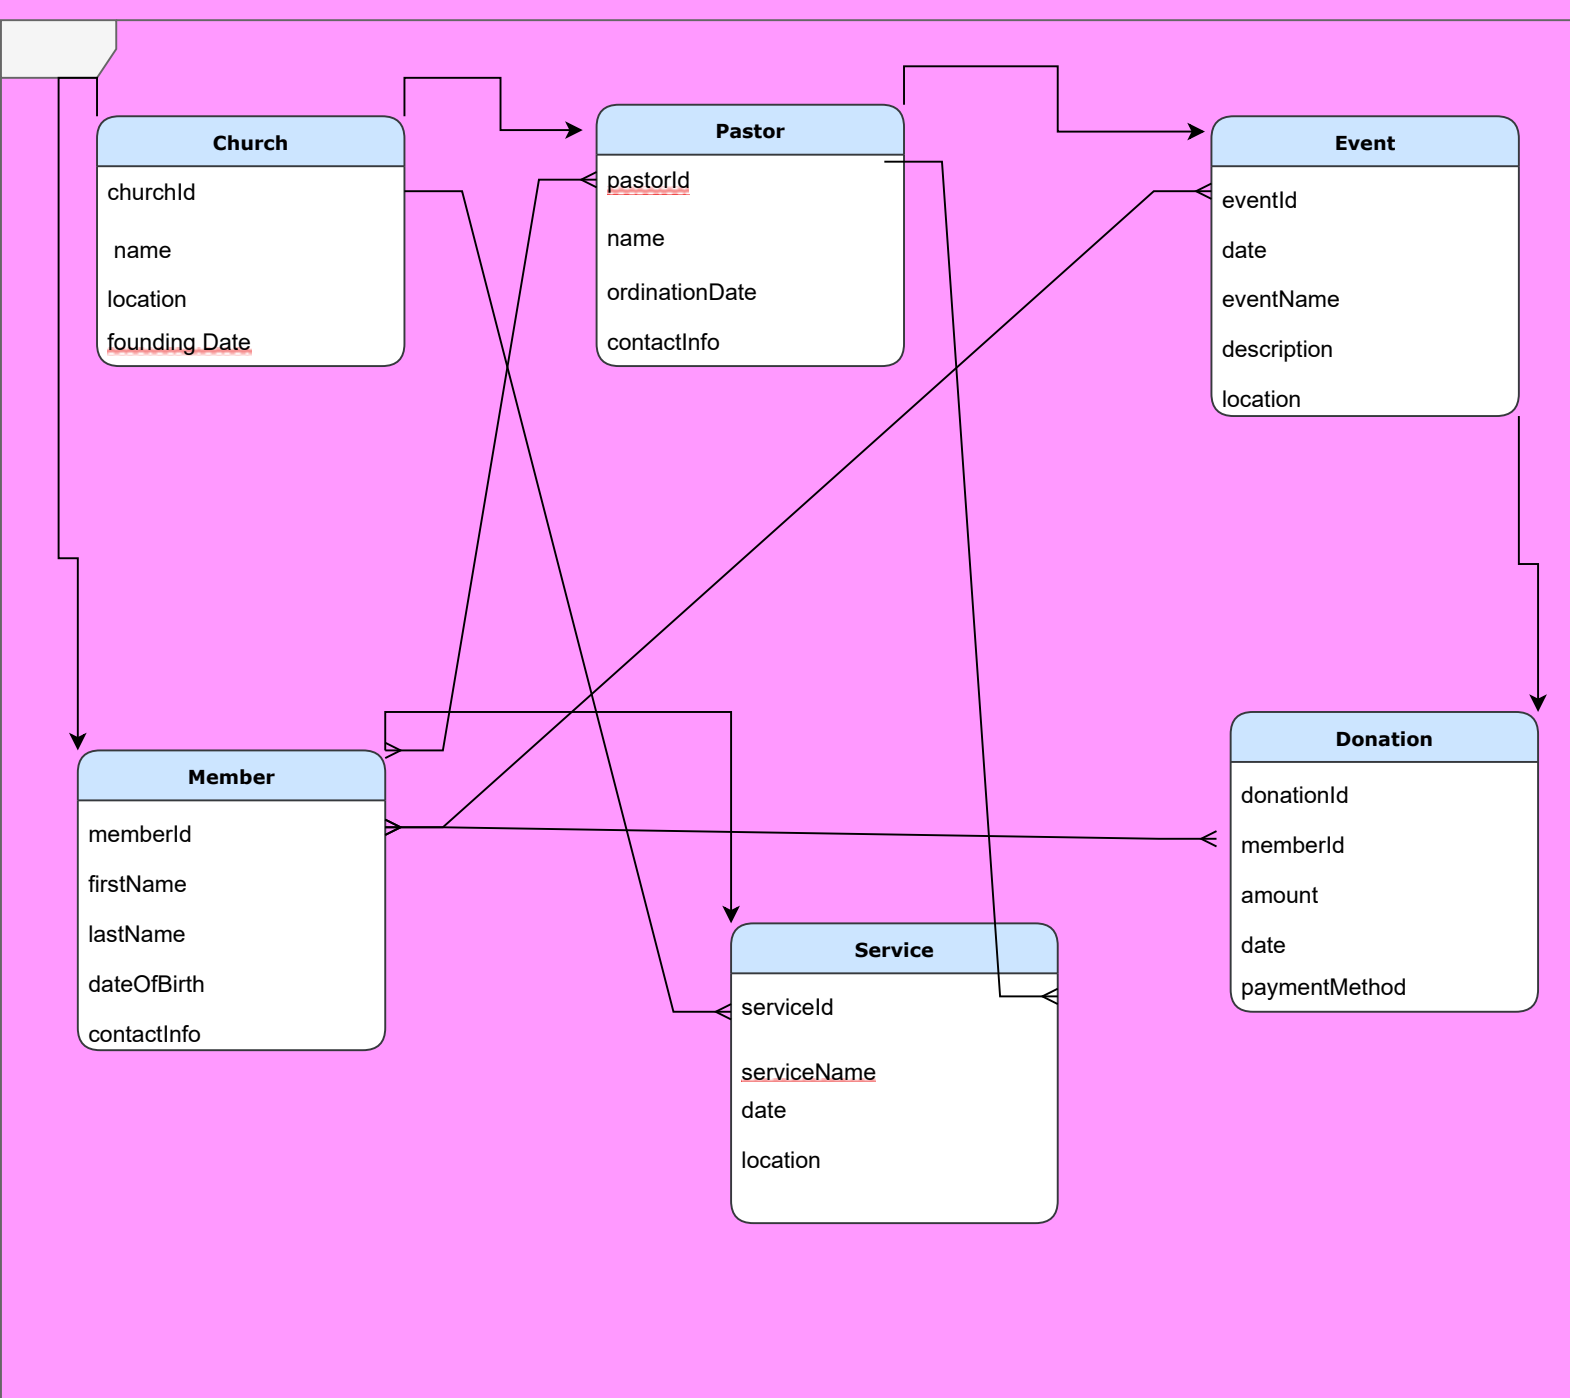 Church
churchId
name
location
founding Date
Pastor
pastorId
name
ordinationDate
contactInfo
Event
eventId
date
eventName
description
location
Member
memberId
firstName
lastName
dateOfBirth
contactInfo
Service
serviceId
serviceName
date
location
Donation
donationId
memberId
amount
date
paymentMethod